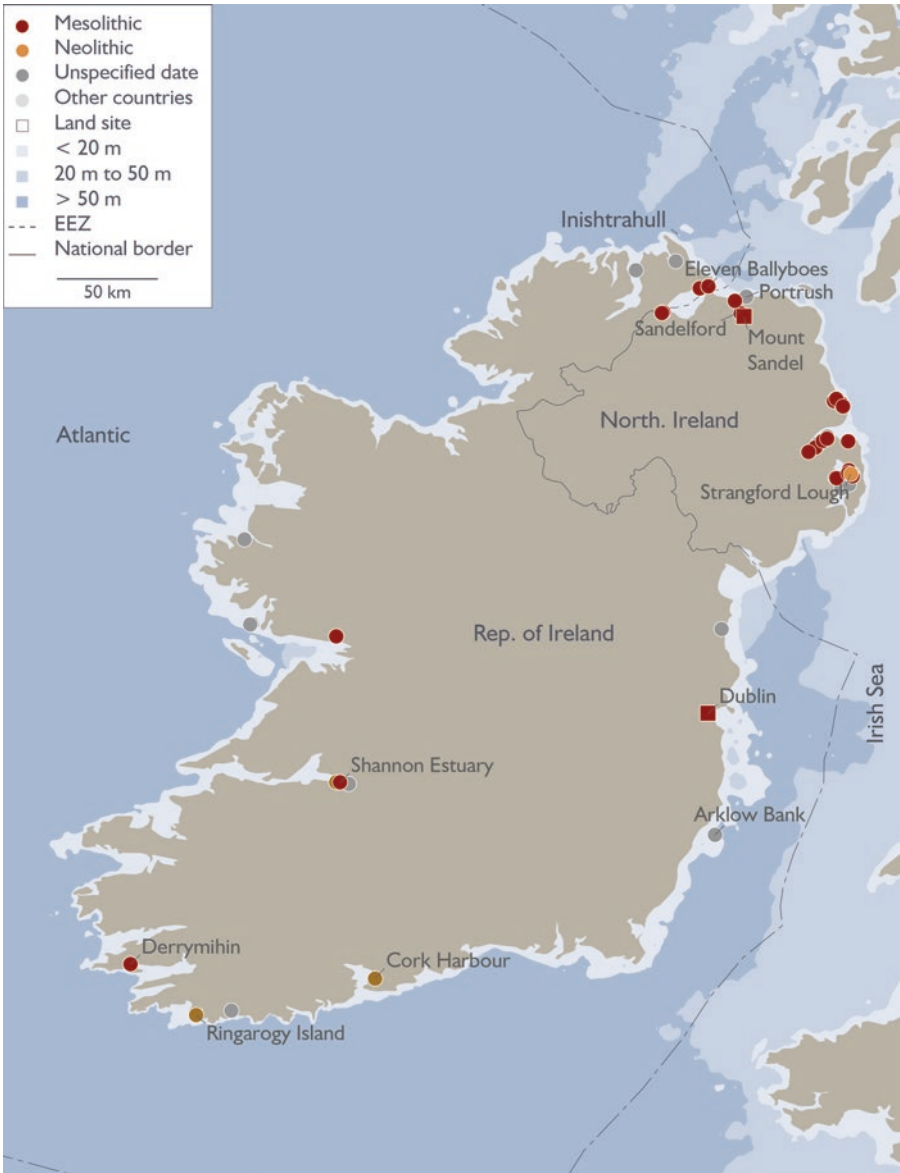 Mesolithic
Neolithic
Unspecified date
Other countries
Land site
< 20 m
20 m to 50 m
> 50 m
EEZ
National border
50 km
Inishtrahull
Eleven Ballyboes
Portrush
Sandelford
Mount
Sandel
North. Ireland
Atlantic
Strangford Lough
Rep. of Ireland
Irish Sea
Dublin
Shannon Estuary
Arklow Bank
Derrymihin
Cork Harbour
Ringarogy Island